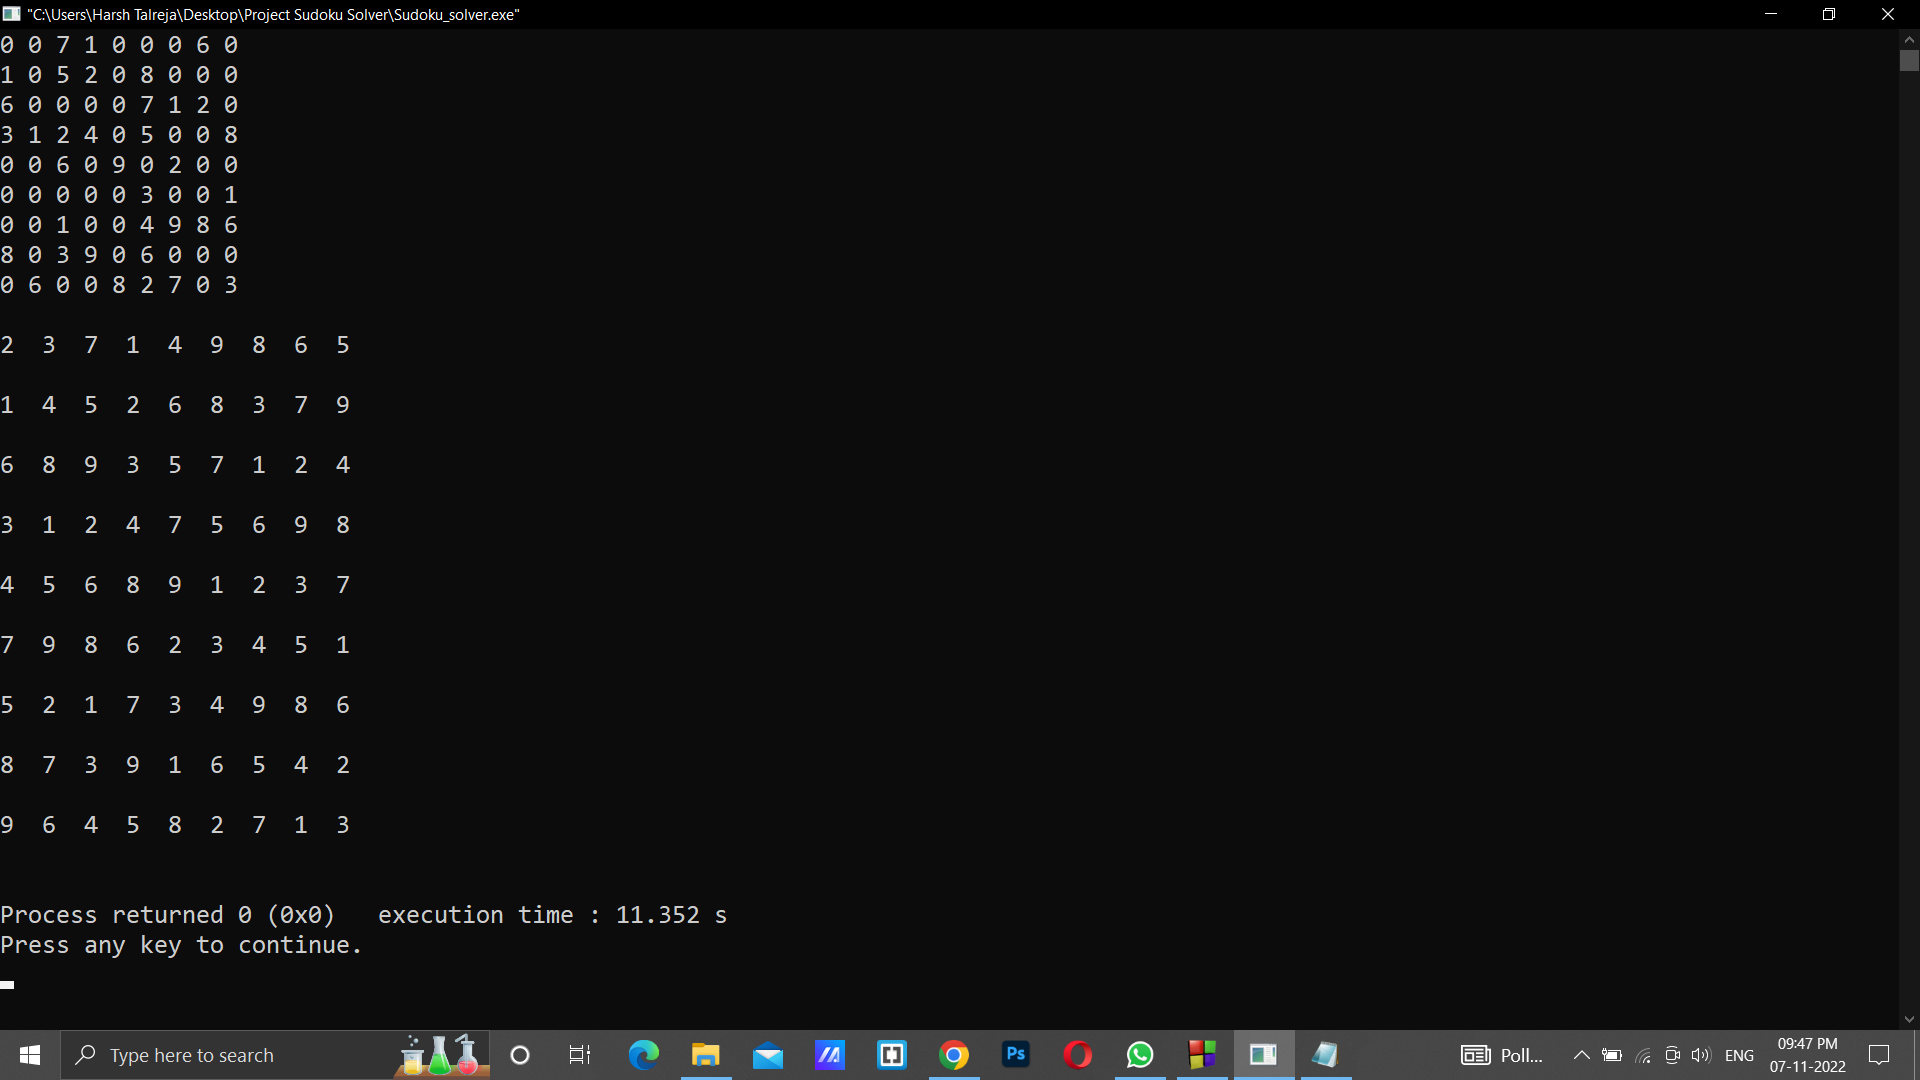 "C:\Users\Harsh Talreja\Desktop\Project Sudoku Solver\Sudoku_solver.exe"
0 0 7 1 0 0 0 6 0
1 0 5 2 0 8 0 0 0
6 0 0 0 0 7 1 2 0
3 1 2 4 0 5 0 0 8
0 0 6 0 9 0 2 0 0
0 0 0 0 0 3 0 0 1
0 0 1 0 0 4 9 8 6
8 0 3 9 0 6 0 0 0
0 6 0 0 8 2 7 0 3
2 3 7 1 4 9 8 6 5
1 4 5 2 6 8 3 7 9
6 8 9 3 5 7 1 2 4
3 1 2 4 7 5 6 9 8
4 5 6 8 9 1 2 3 7
7 9 8 6 2 3 4 5 1
5 2 1 7 3 4 9 8 6
8 7 3 9 1 6 5 4 2
9 6 4 5 8 2 7 1 3
Process returned 0 (0x0) execution time : 11.352 s
Press any key to continue.
Type here to search
Ps
Poll...
ENG
09:47 PM
07-11-2022